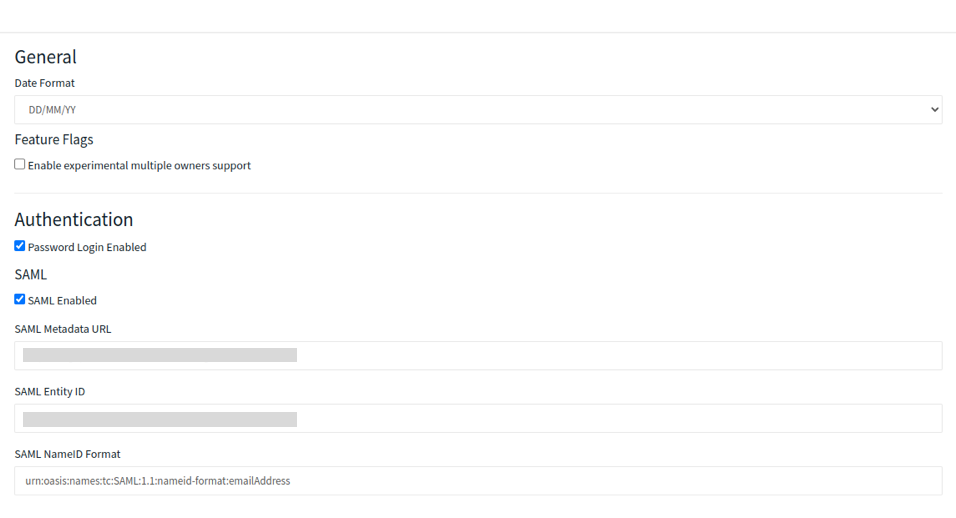 General
Date Format
DD/MM/YY
Feature Flags
Enable experimental multiple owners support
Authentication
Password Login Enabled
SAML
SAML Enabled
SAML Metadata URL
SAML Entity ID
SAML NameID Format
urn:oasis:names:tc:SAML:1.1:nameid-format:emailAddress